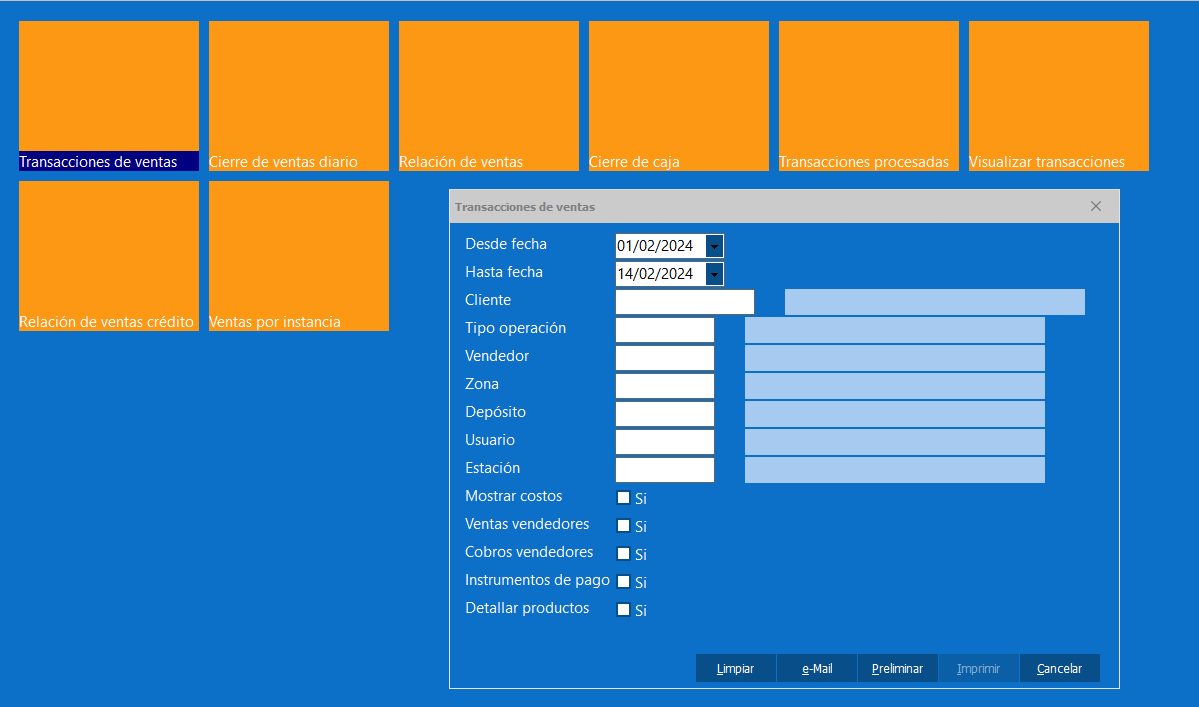 Transacciones de ventas
Cierre de ventas diario
Relación de ventas
Cierre de caja
Transacciones procesadas
Visualizar transacciones
Relación de ventas crédito
Ventas por instancia
Transacciones de ventas
Desde fecha 01/02/2024
Hasta fecha 14/02/2024
Cliente
Tipo operación
Vendedor
Zona
Depósito
Usuario
Estación
Mostrar costos Si
Ventas vendedores Si
Cobros vendedores Si
Instrumentos de pago Si
Detallar productos Si
Limpiar e-Mail Preliminar Imprimir Cancelar